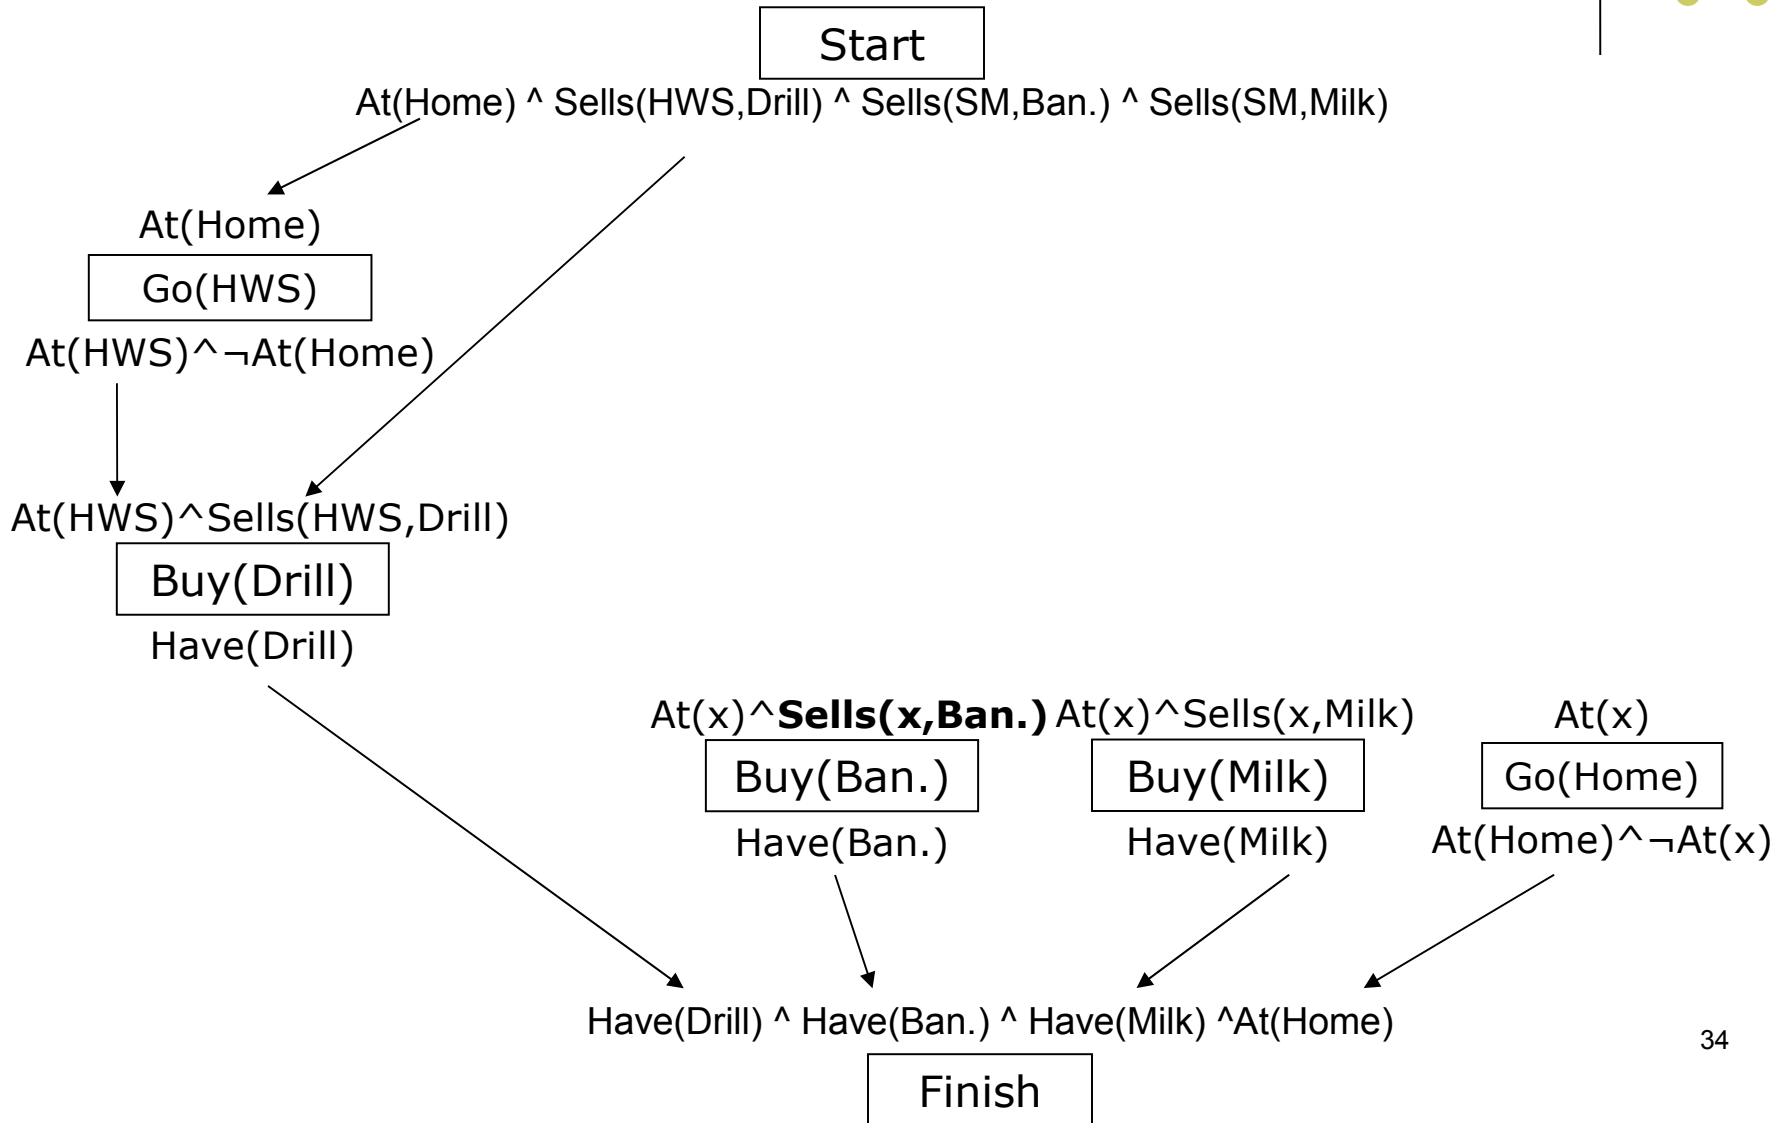 Start
At(Home) ^ Sells(HWS,Drill) ^ Sells(SM,Ban.) ^ Sells(SM,Milk)
At(Home)
Go(HWS)
At(HWS)^¬At(Home)
At(HWS)^Sells(HWS,Drill)
Buy(Drill)
Have(Drill)
At(x)^Sells(x,Ban.) At(x)^Sells(x,Milk) At(x)
Buy(Ban.) Buy(Milk) Go(Home)
Have(Ban.) Have(Milk) At(Home)^¬At(x)
Have(Drill) ^ Have(Ban.) ^ Have(Milk) ^At(Home)
34
Finish